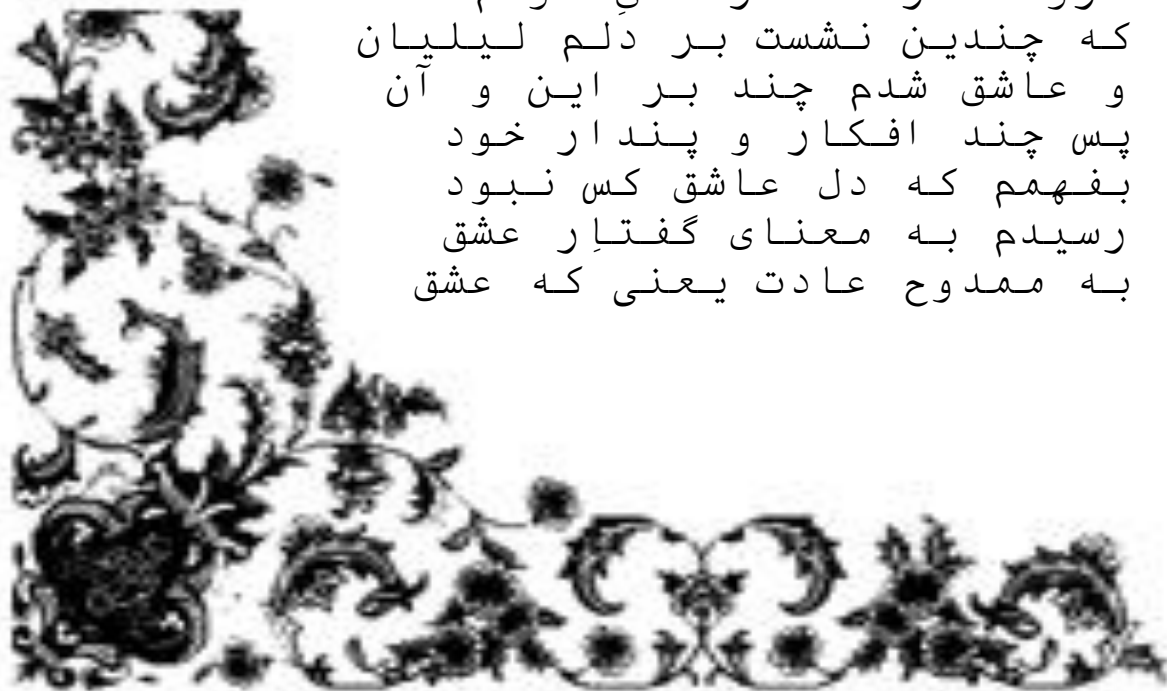 که چندین نشست بر دلم لیلیان
و عاشق شدم چند بر این و آن
پس چند افکار و پندار خود
بفهمم که دل عاشق کس نبود
رسیدم به معنای گفتاِر عشق
به ممدوح عادت یعنی که عشق